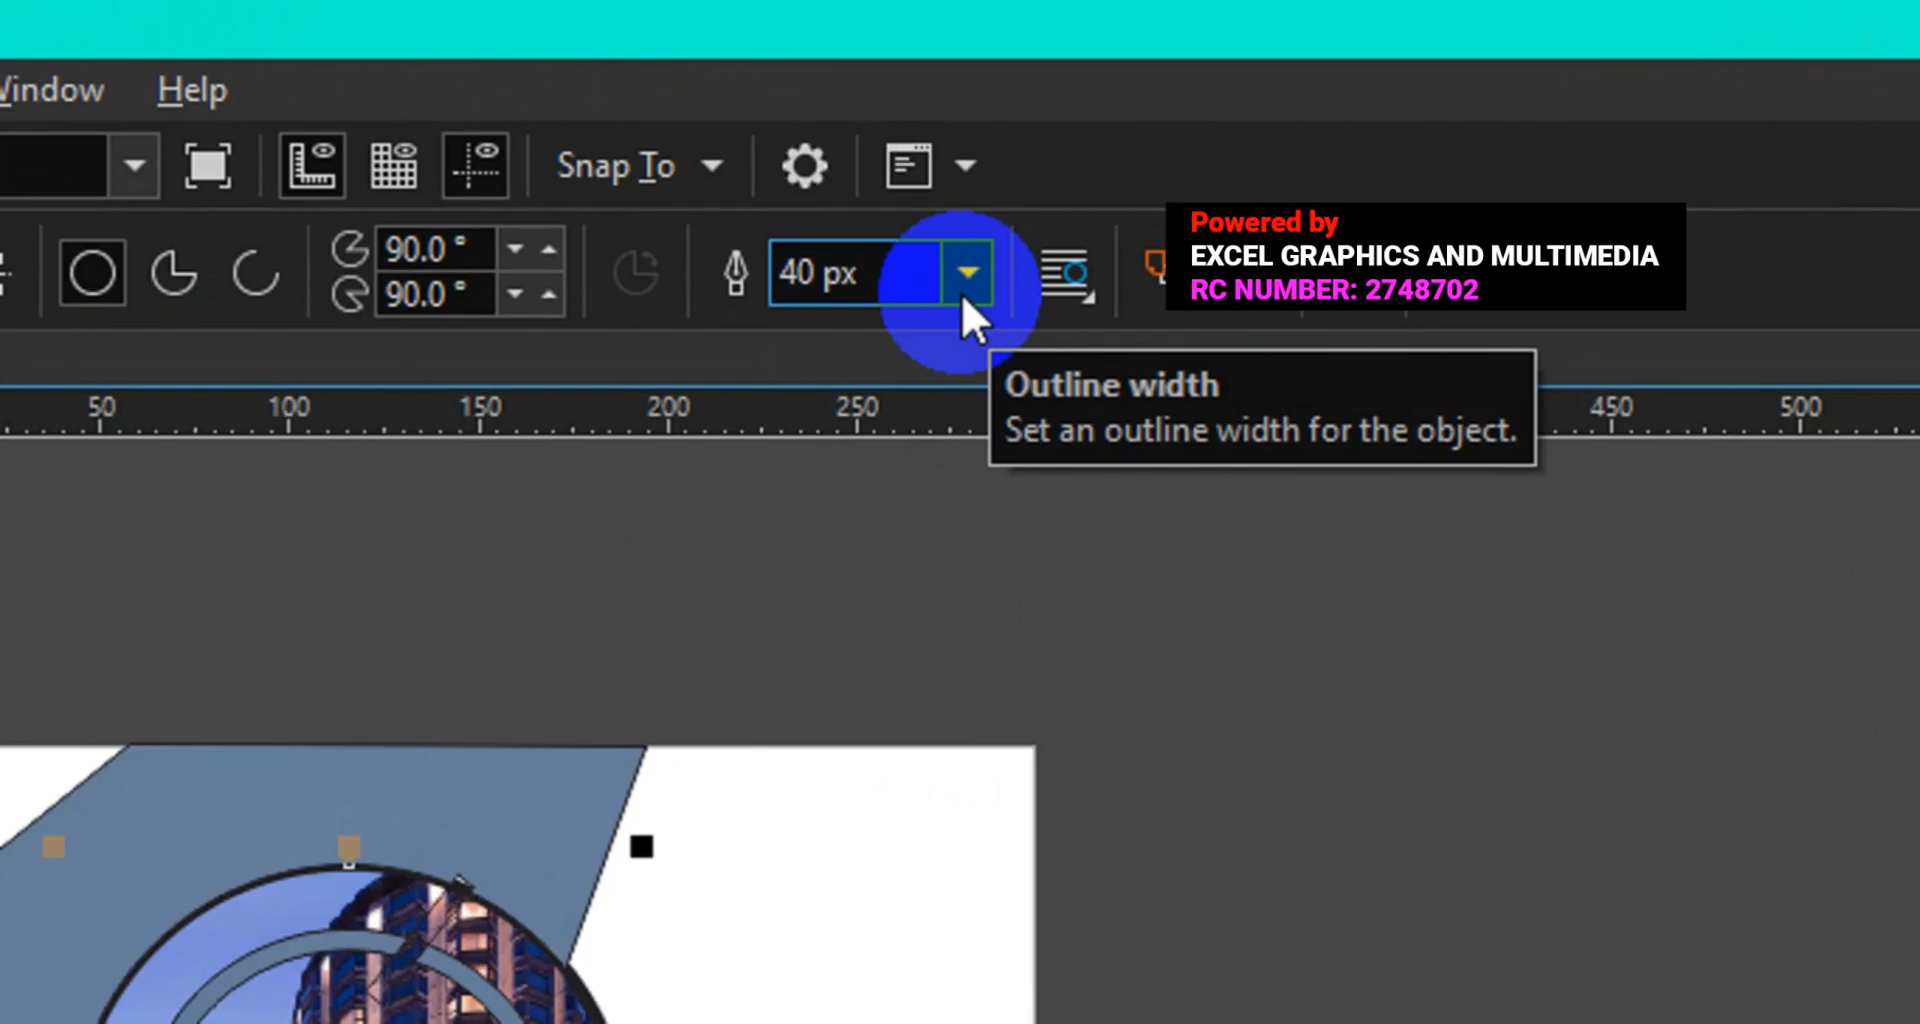 Window Help
Snap To
90.0 °
90.0 °
40 px
Powered by
EXCEL GRAPHICS AND MULTIMEDIA
RC NUMBER: 2748702
Outline width
Set an outline width for the object.
50 100 150 200 250 450 500